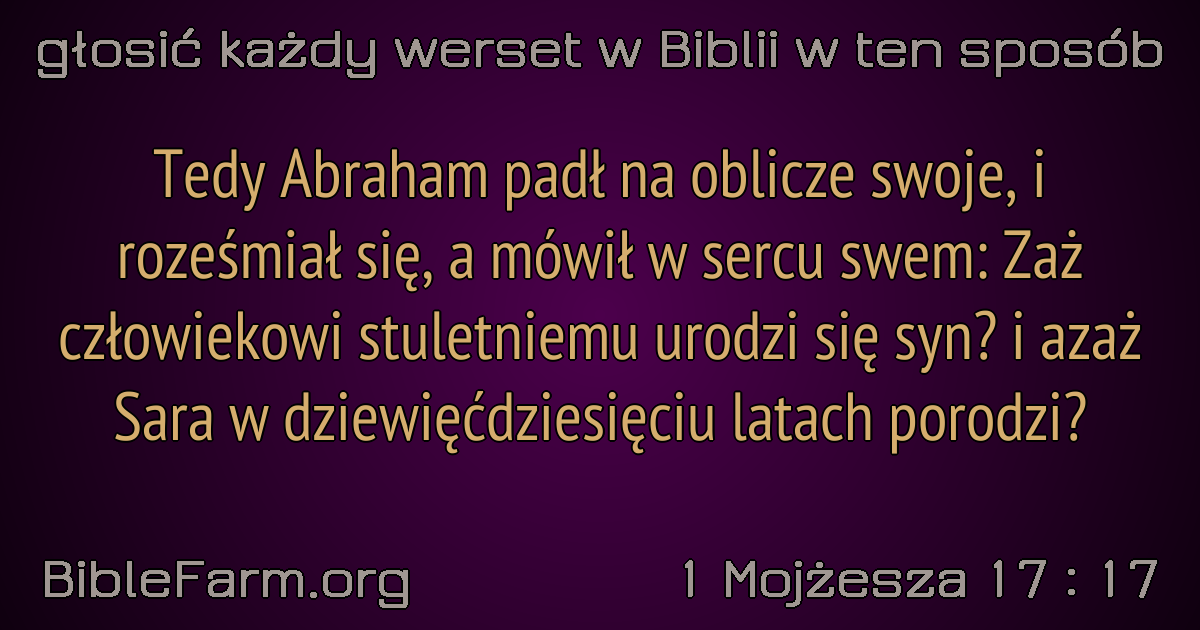 głosić każdy werset w Biblii w ten sposób
Tedy Abraham padł na oblicze swoje, i
roześmiał się, a mówił w sercu swem: Zaż
człowiekowi stuletniemu urodzi się syn? i azaż
Sara w dziewięćdziesięciu latach porodzi?
BibleFarm.org
1 Mojżesza 17 : 17